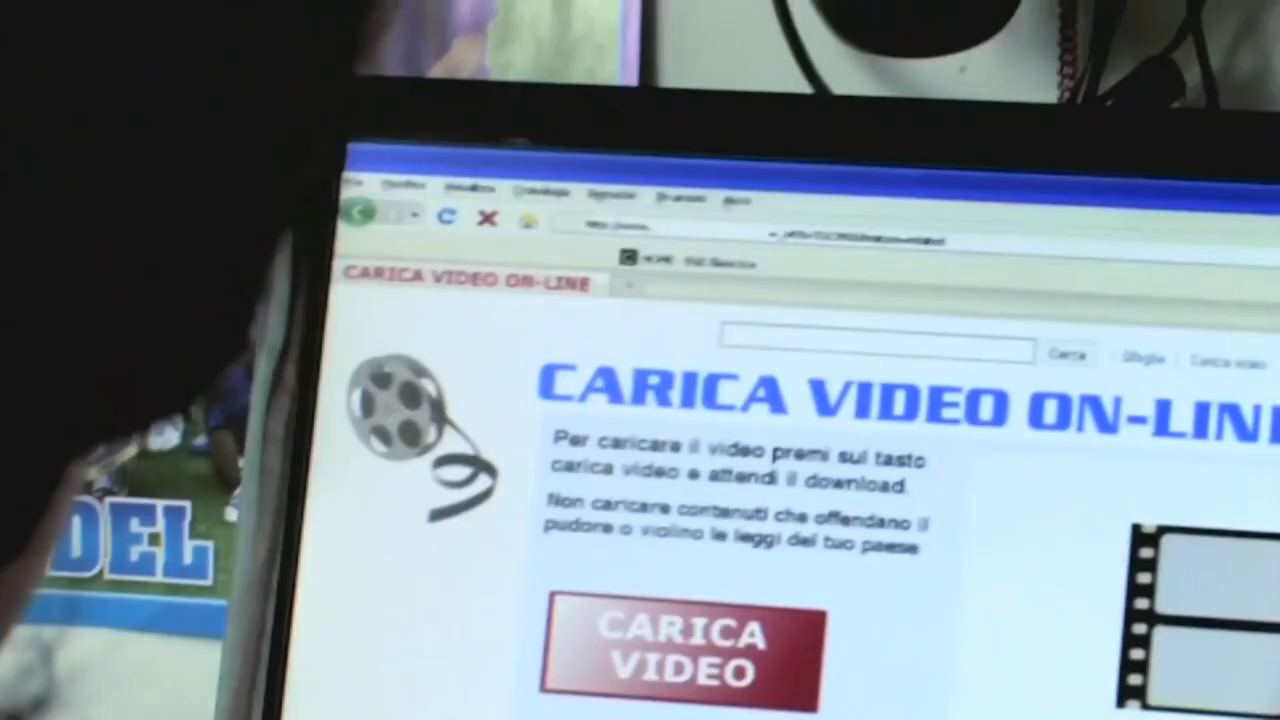 CARICA VIDEO ON-LINE
Cerca
CARICA VIDEO ON-LIN
Per caricare il video premi sul tasto
carica video e attendi il download.
Non caricare contenuti che offendano il
pudore o violino le leggi del tuo paese
CARICA
VIDEO
DEL